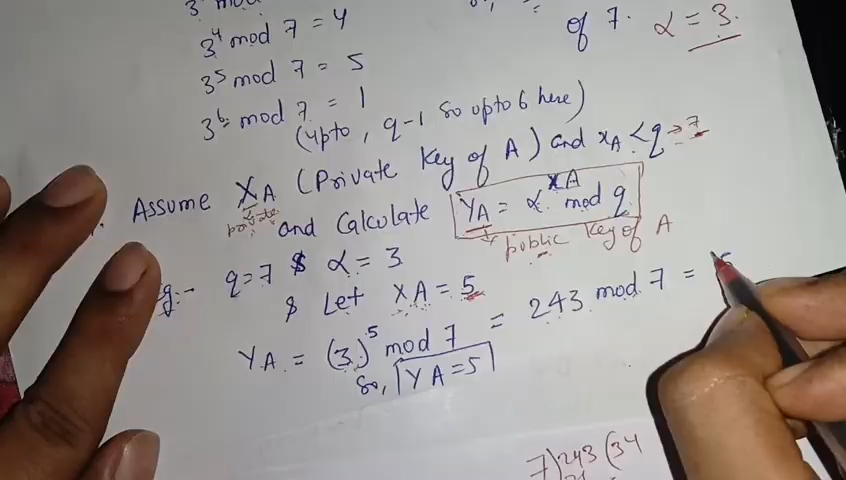 3 mod
3^4 mod 7 = 4
of 7. α = 3.
3^5 mod 7 = 5
3^6 mod 7 = 1
(upto, q-1 so upto 6 here)
Assume XA (Private Key of A) and xA < q → 7
private
and Calculate YA = α^XA mod q
public key of A
g:- q=7 $ α = 3
$ Let XA = 5
YA = (3)^5 mod 7 = 243 mod 7 =
So, YA = 5
7)243(34